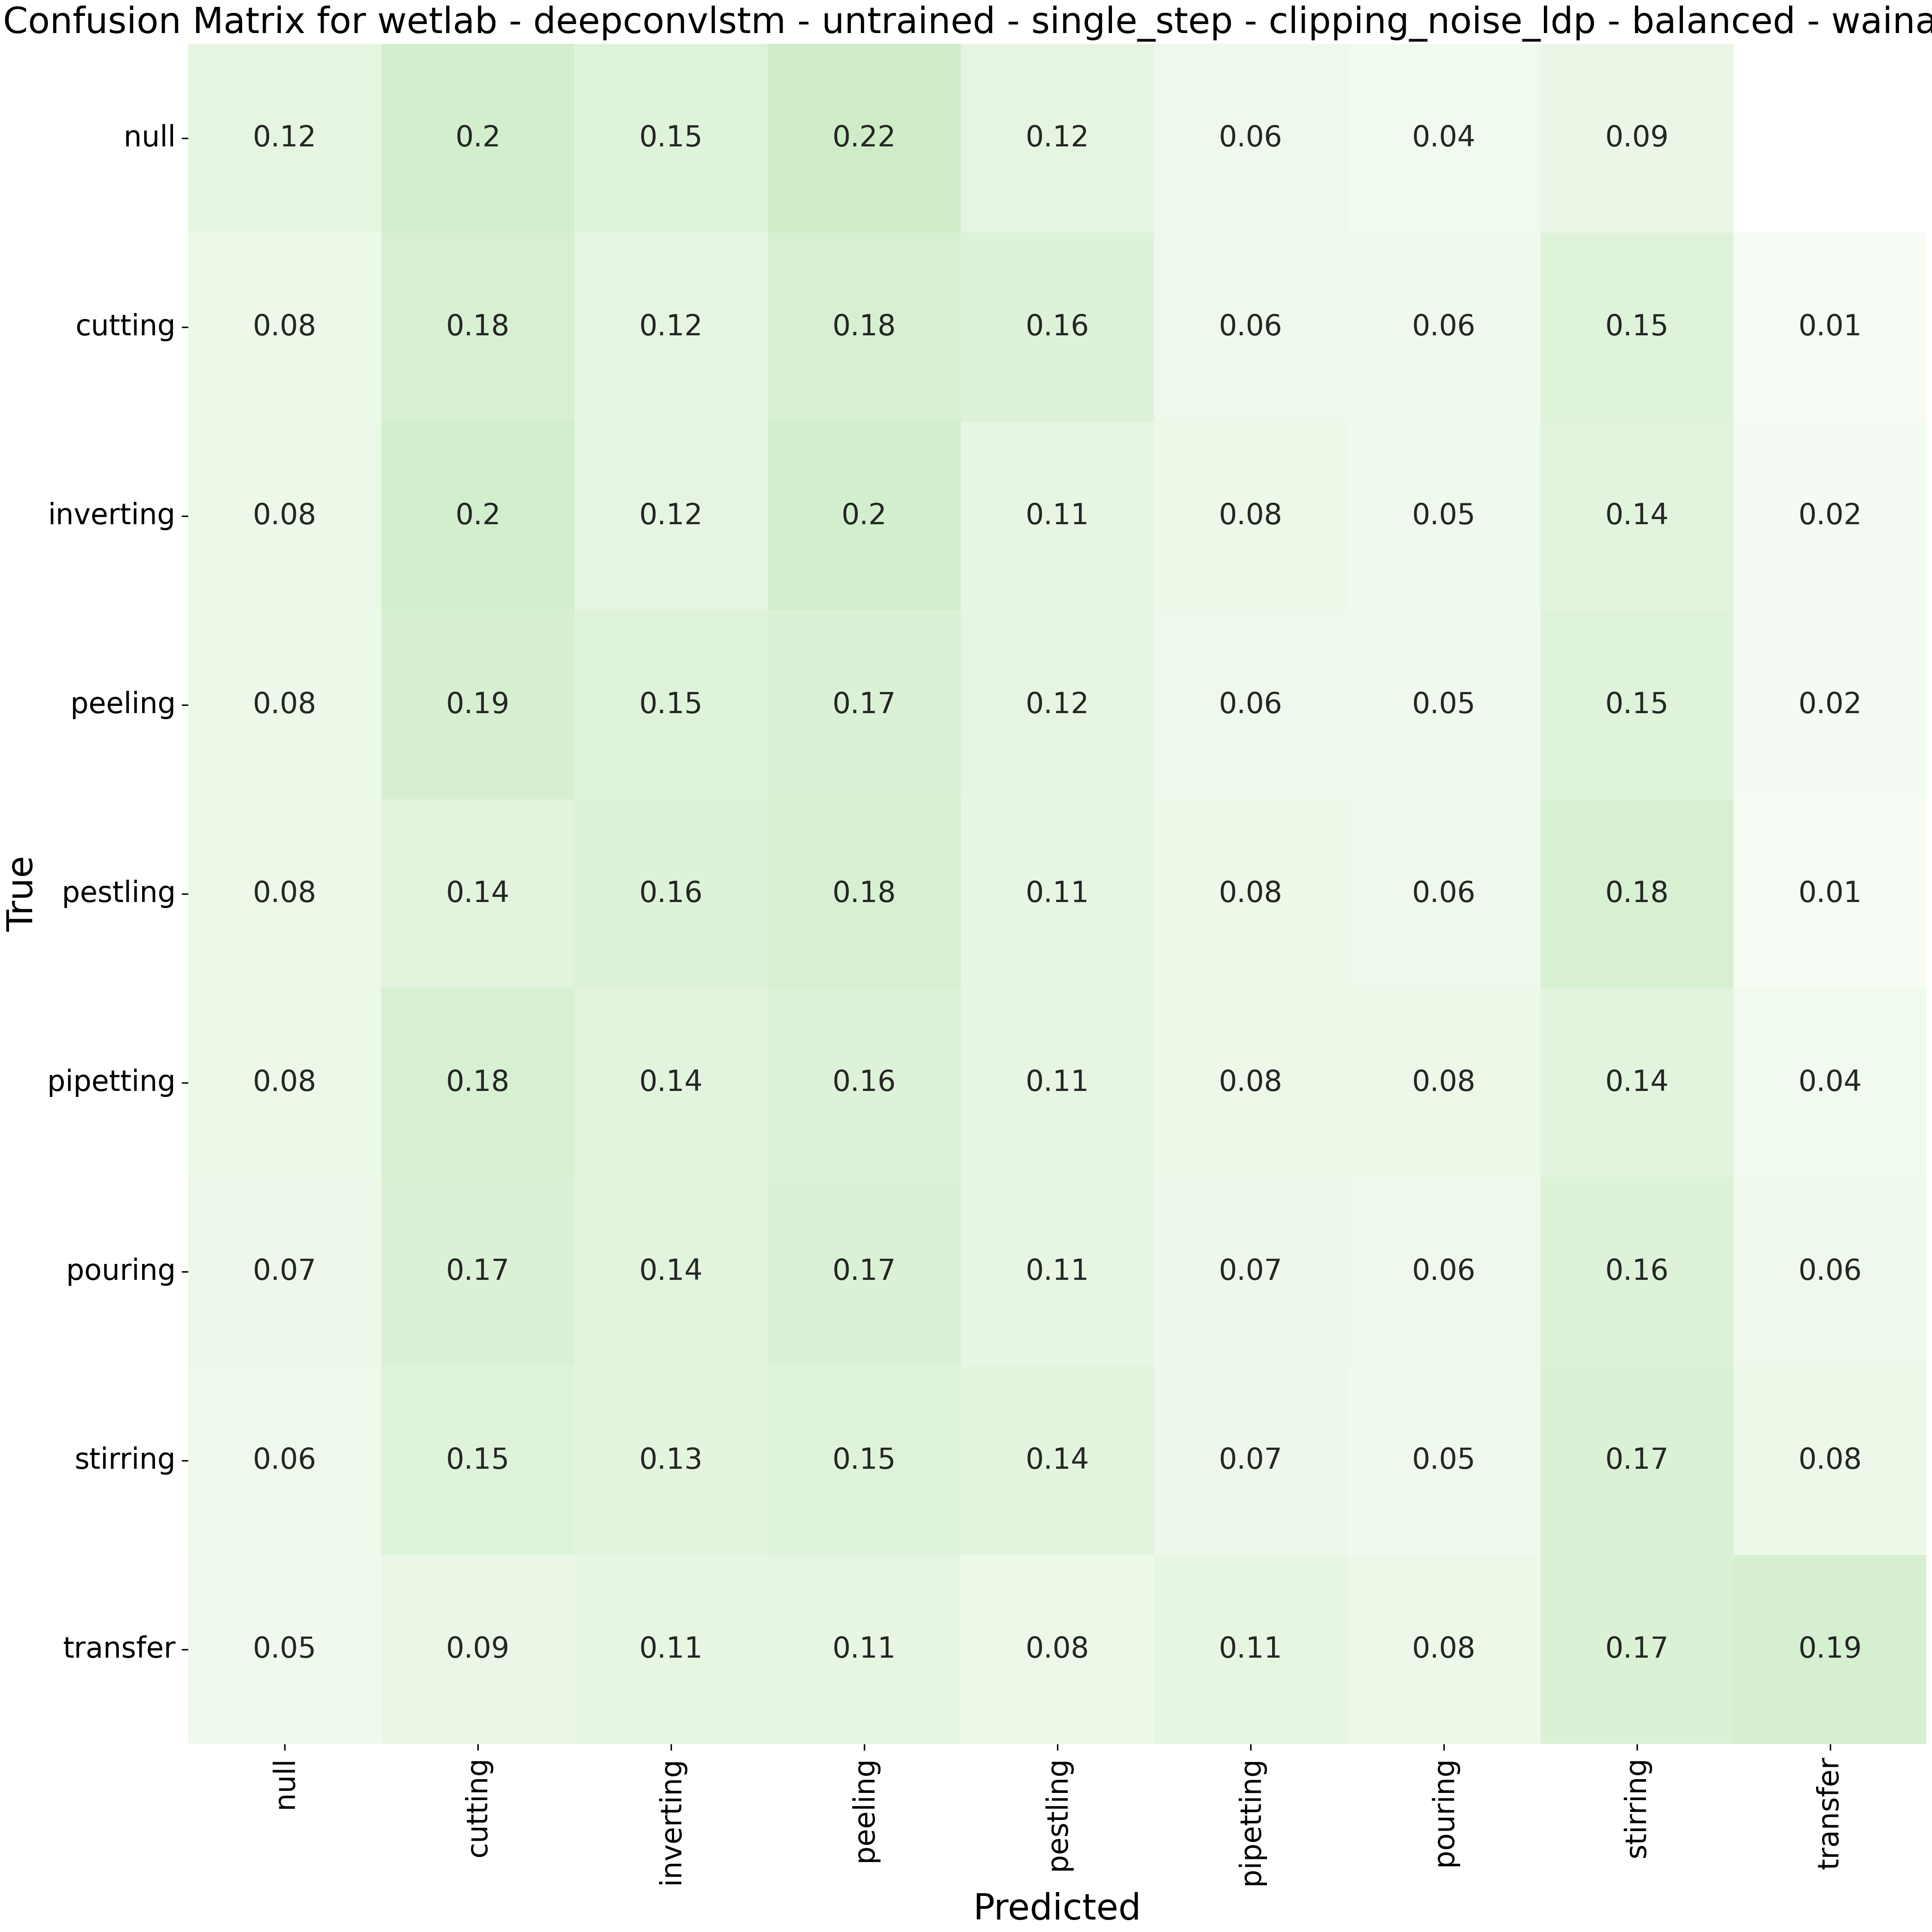 Confusion Matrix for wetlab - deepconvlstm - untrained - single_step - clipping_noise_ldp - balanced - waina
null 0.12 0.2 0.15 0.22 0.12 0.06 0.04 0.09
cutting 0.08 0.18 0.12 0.18 0.16 0.06 0.06 0.15 0.01
inverting 0.08 0.2 0.12 0.2 0.11 0.08 0.05 0.14 0.02
peeling 0.08 0.19 0.15 0.17 0.12 0.06 0.05 0.15 0.02
pestling 0.08 0.14 0.16 0.18 0.11 0.08 0.06 0.18 0.01
pipetting 0.08 0.18 0.14 0.16 0.11 0.08 0.08 0.14 0.04
pouring 0.07 0.17 0.14 0.17 0.11 0.07 0.06 0.16 0.06
stirring 0.06 0.15 0.13 0.15 0.14 0.07 0.05 0.17 0.08
transfer 0.05 0.09 0.11 0.11 0.08 0.11 0.08 0.17 0.19
True
null cutting inverting peeling pestling pipetting pouring stirring transfer
Predicted